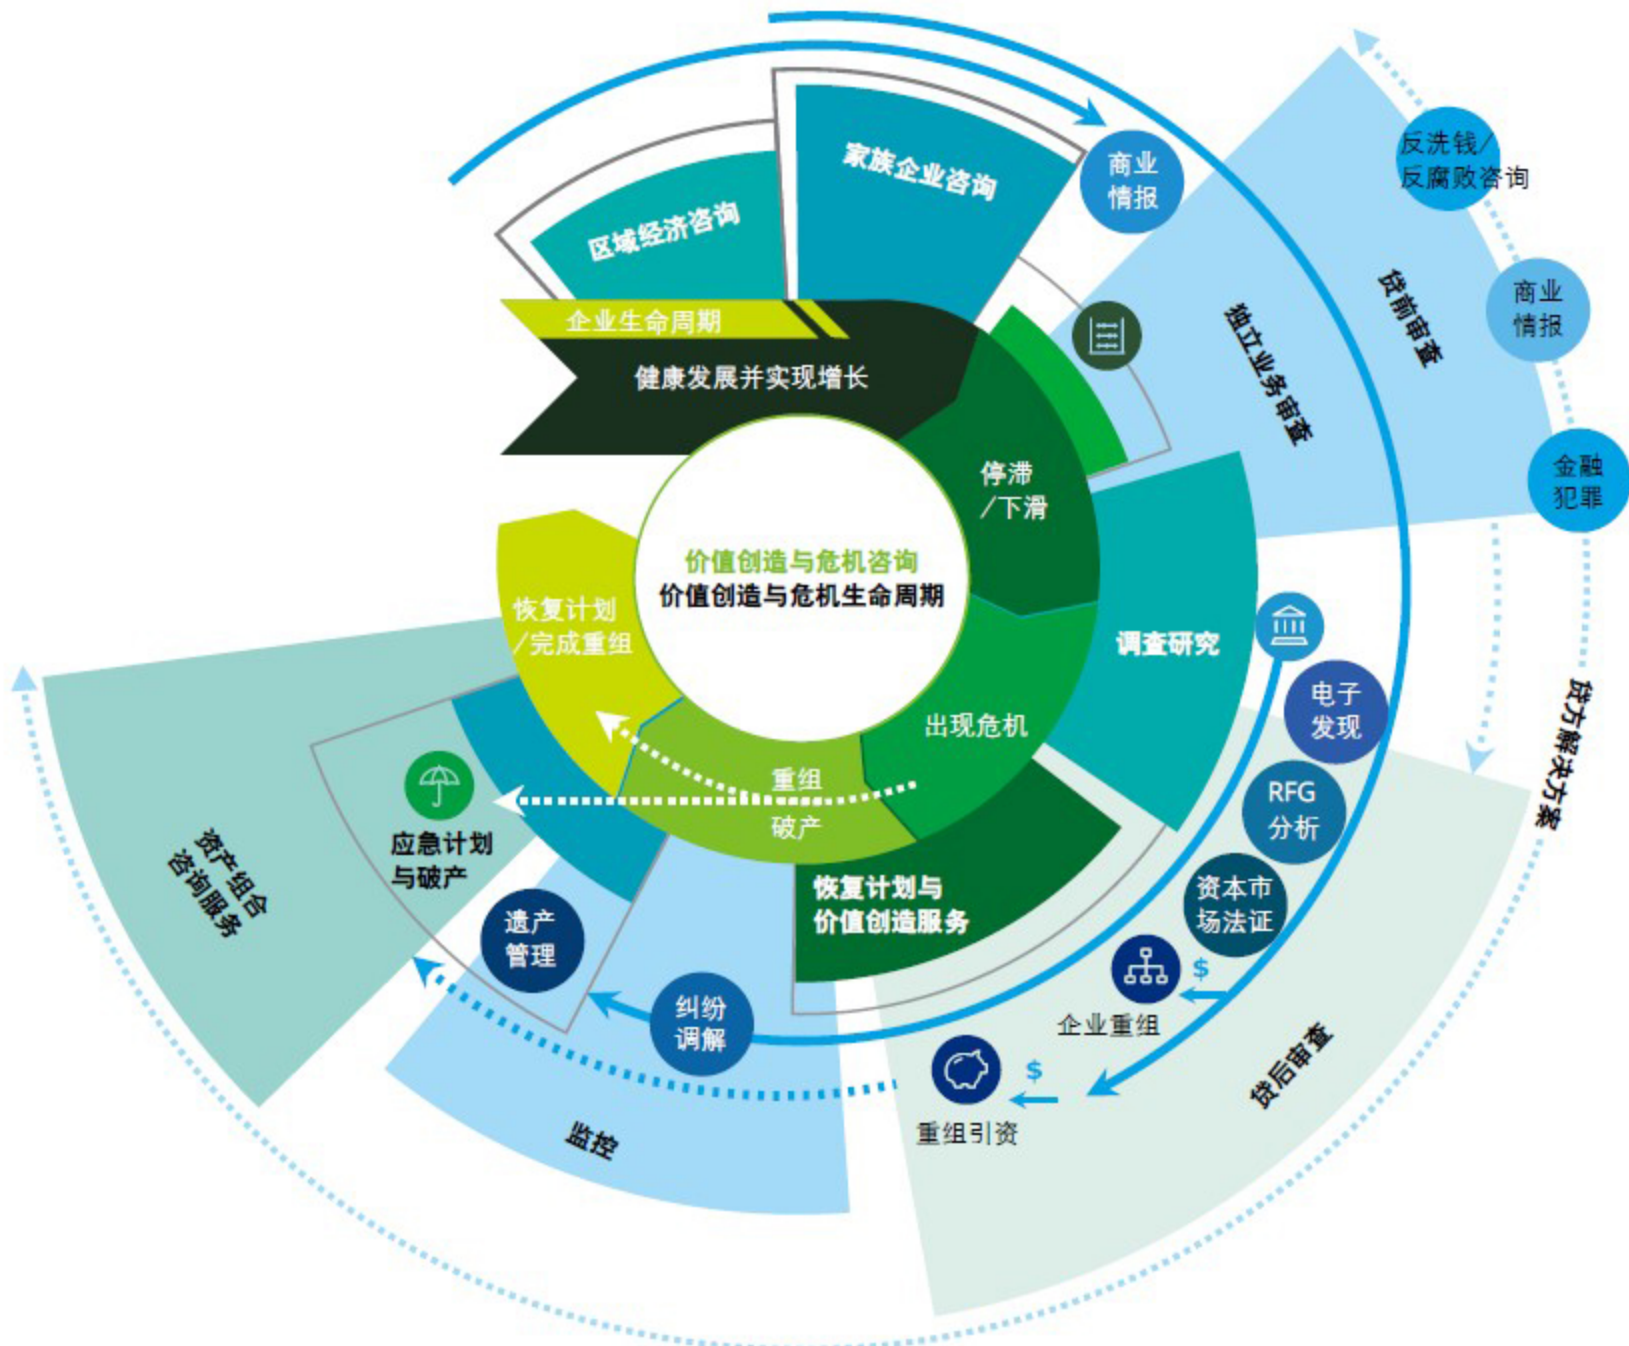 家族企业咨询
区域经济咨询
商业
情报
反洗钱/
反腐败咨询
商业
情报
金融
犯罪
贷前审查
独立业务审查
企业生命周期
健康发展并实现增长
停滞
/下滑
价值创造与危机咨询
价值创造与危机生命周期
恢复计划
/完成重组
调查研究
出现危机
重组
破产
电子
发现
贷方解决方案
RFG
分析
资本市
场法证
恢复计划与
价值创造服务
应急计划
与破产
资产组合
咨询服务
遗产
管理
纠纷
调解
$
企业重组
$
重组引资
贷后审查
监控